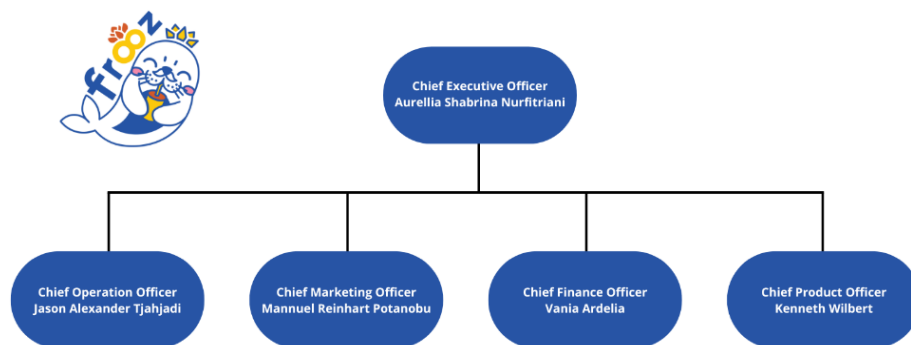 frooz
Chief Executive Officer
Aurellia Shabrina Nurfitriani
Chief Operation Officer
Jason Alexander Tjahjadi
Chief Marketing Officer
Mannuel Reinhart Potanobu
Chief Finance Officer
Vania Ardelia
Chief Product Officer
Kenneth Wilbert